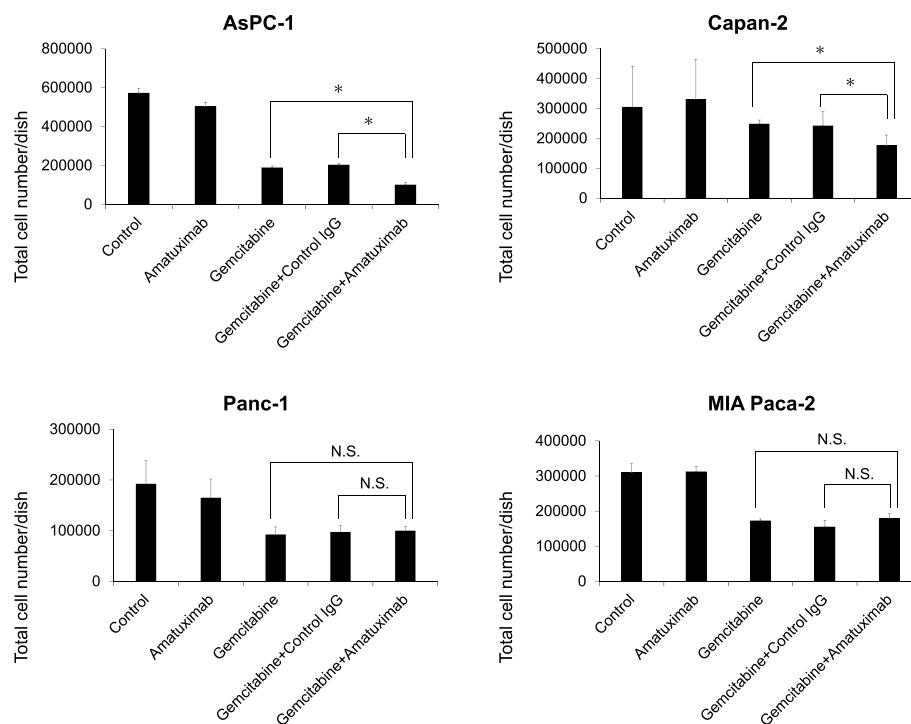 AsPC-1
Total cell number/dish
800000
600000
400000
200000
0
*
*
Control
Amatuximab
Gemcitabine
Gemcitabine+Control IgG
Gemcitabine+Amatuximab
Capan-2
Total cell number/dish
500000
400000
300000
200000
100000
0
*
*
Control
Amatuximab
Gemcitabine
Gemcitabine+Control IgG
Gemcitabine+Amatuximab
Panc-1
Total cell number/dish
300000
200000
100000
0
N.S.
N.S.
Control
Amatuximab
Gemcitabine
Gemcitabine+Control IgG
Gemcitabine+Amatuximab
MIA Paca-2
Total cell number/dish
400000
300000
200000
100000
0
N.S.
N.S.
Control
Amatuximab
Gemcitabine
Gemcitabine+Control IgG
Gemcitabine+Amatuximab